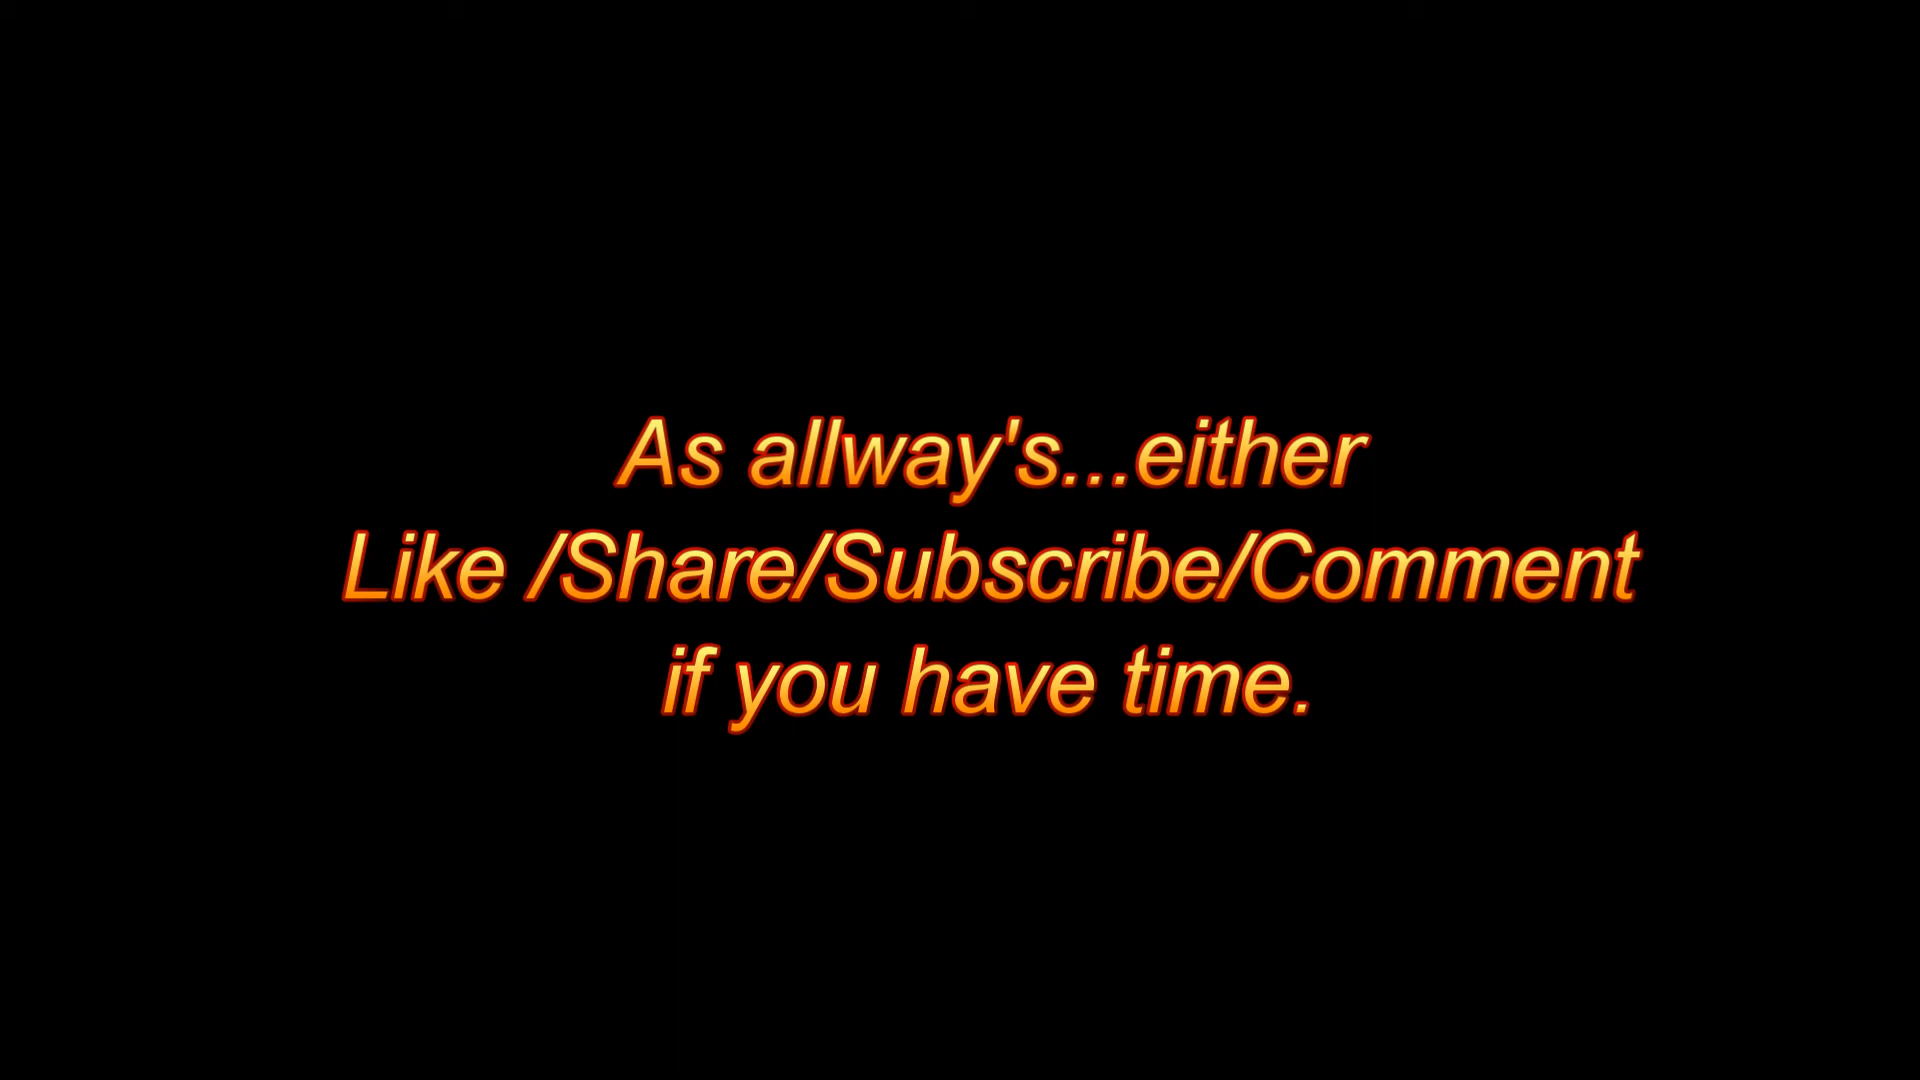 As allway's...either
Like /Share/Subscribe/Comment
if you have time.